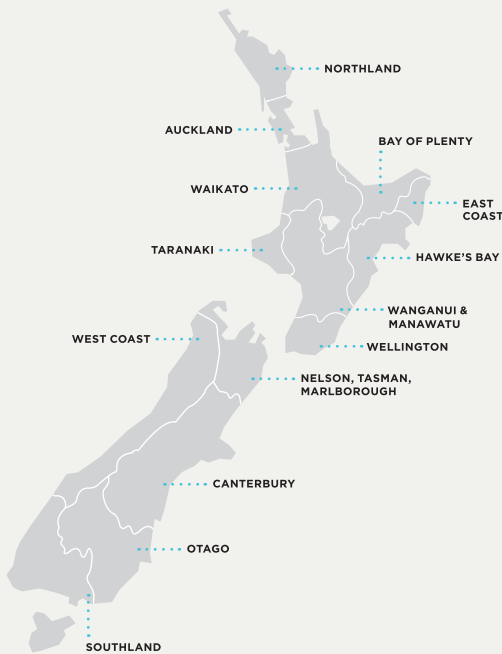 NORTHLAND
AUCKLAND
BAY OF PLENTY
WAIKATO
EAST
COAST
TARANAKI
HAWKE'S BAY
WANGANUI &
MANAWATU
WEST COAST
WELLINGTON
NELSON, TASMAN,
MARLBOROUGH
CANTERBURY
OTAGO
SOUTHLAND